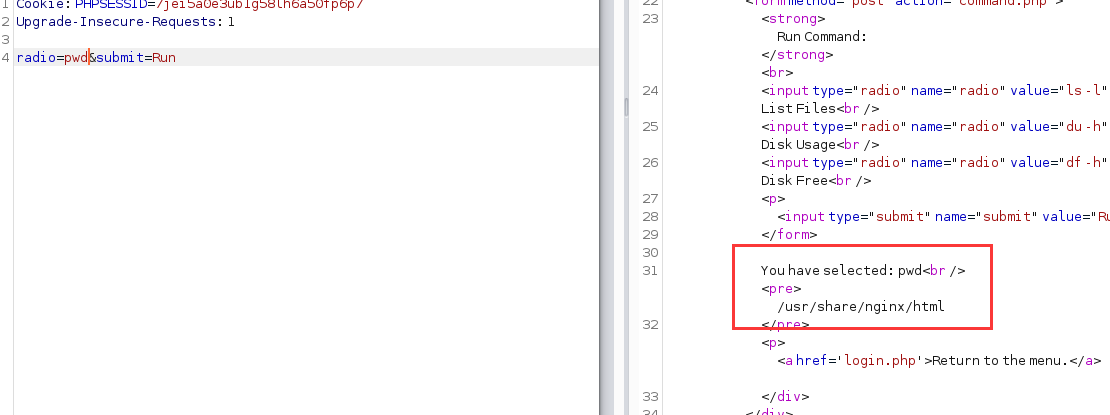 1 Cookie: PHPSESSID=7jei5a0e3ub1g58lh6a50fp6p7
2 Upgrade-Insecure-Requests: 1
3
4 radio=pwd&submit=Run
22 <form method="post" action="command.php">
23 <strong>
Run Command:
</strong>
<br>
24 <input type="radio" name="radio" value="ls -l"
List Files<br />
25 <input type="radio" name="radio" value="du -h"
Disk Usage<br />
26 <input type="radio" name="radio" value="df -h"
Disk Free<br />
27 <p>
28 <input type="submit" name="submit" value="Ru
29 </form>
30
31 You have selected: pwd<br />
<pre>
/usr/share/nginx/html
32 </pre>
<p>
<a href='login.php'>Return to the menu.</a>
33 </div>
34 </div>